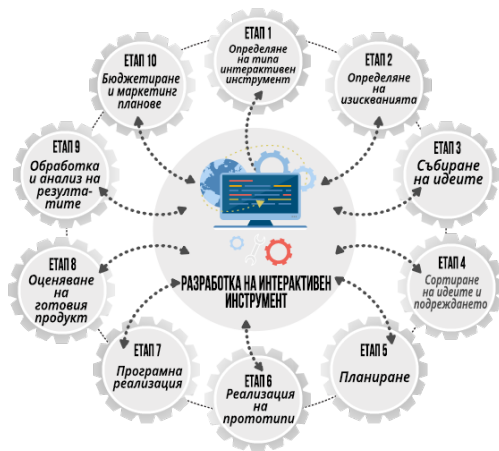 ЕТАП 1
Определяне
на типа
интерактивен
инструмент
ЕТАП 2
Определяне
на
изискванията
ЕТАП 3
Събиране
на идеите
ЕТАП 4
Сортиране
на идеите и
подреждането
ЕТАП 5
Планиране
ЕТАП 6
Реализация
на
прототипи
ЕТАП 7
Програмна
реализация
ЕТАП 8
Оценяване
на
готовия
продукт
ЕТАП 9
Обработка
и анализ на
резулта-
тите
ЕТАП 10
Бюджетиране
и маркетинг
планове
РАЗРАБОТКА НА ИНТЕРАКТИВЕН
ИНСТРУМЕНТ